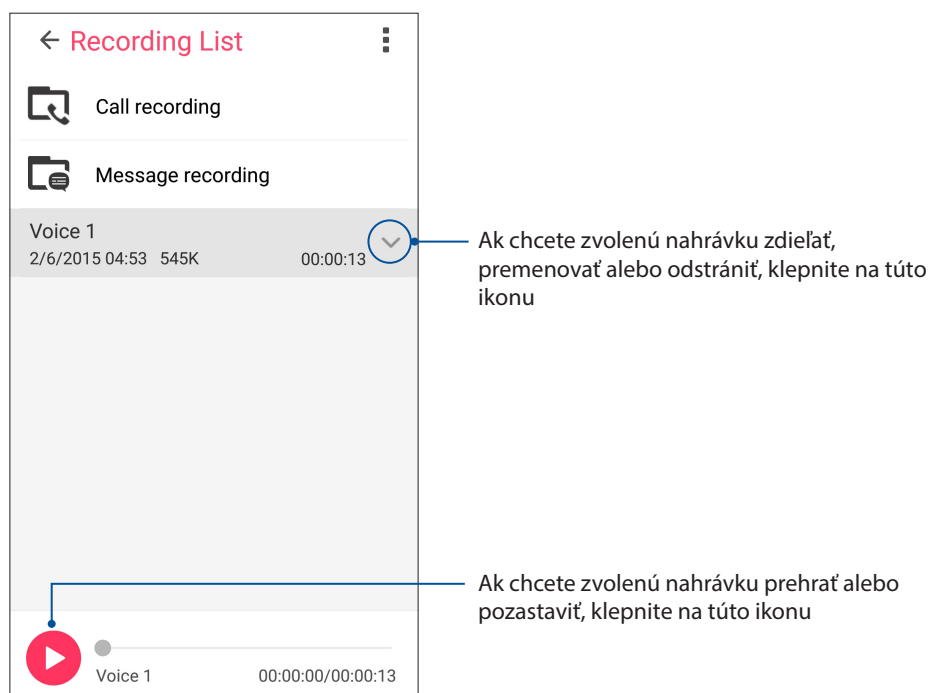 Recording List
Call recording
Message recording
Voice 1
2/6/2015 04:53 545K 00:00:13
Ak chcete zvolenú nahrávku zdieľať,
premenovať alebo odstrániť, klepnite na túto
ikonu
Ak chcete zvolenú nahrávku prehrať alebo
pozastaviť, klepnite na túto ikonu
Voice 1 00:00:00/00:00:13